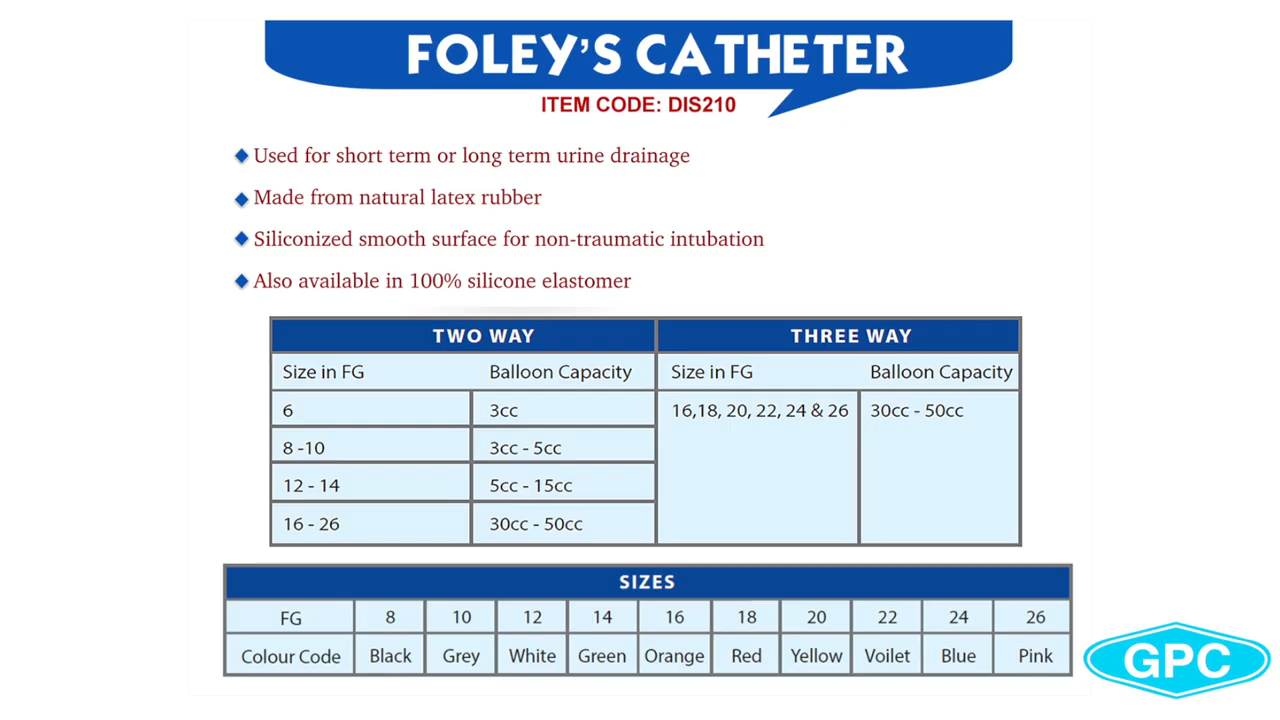 FOLEY'S CATHETER
ITEM CODE: DIS210
Used for short term or long term urine drainage
Made from natural latex rubber
Siliconized smooth surface for non-traumatic intubation
Also available in 100% silicone elastomer
TWO WAY THREE WAY
Size in FG Balloon Capacity Size in FG Balloon Capacity
6 3cc 16,18, 20, 22, 24 & 26 30cc - 50cc
8 -10 3cc - 5cc
12 - 14 5cc - 15cc
16 - 26 30cc - 50cc
SIZES
FG 8 10 12 14 16 18 20 22 24 26
Colour Code Black Grey White Green Orange Red Yellow Voilet Blue Pink
GPC